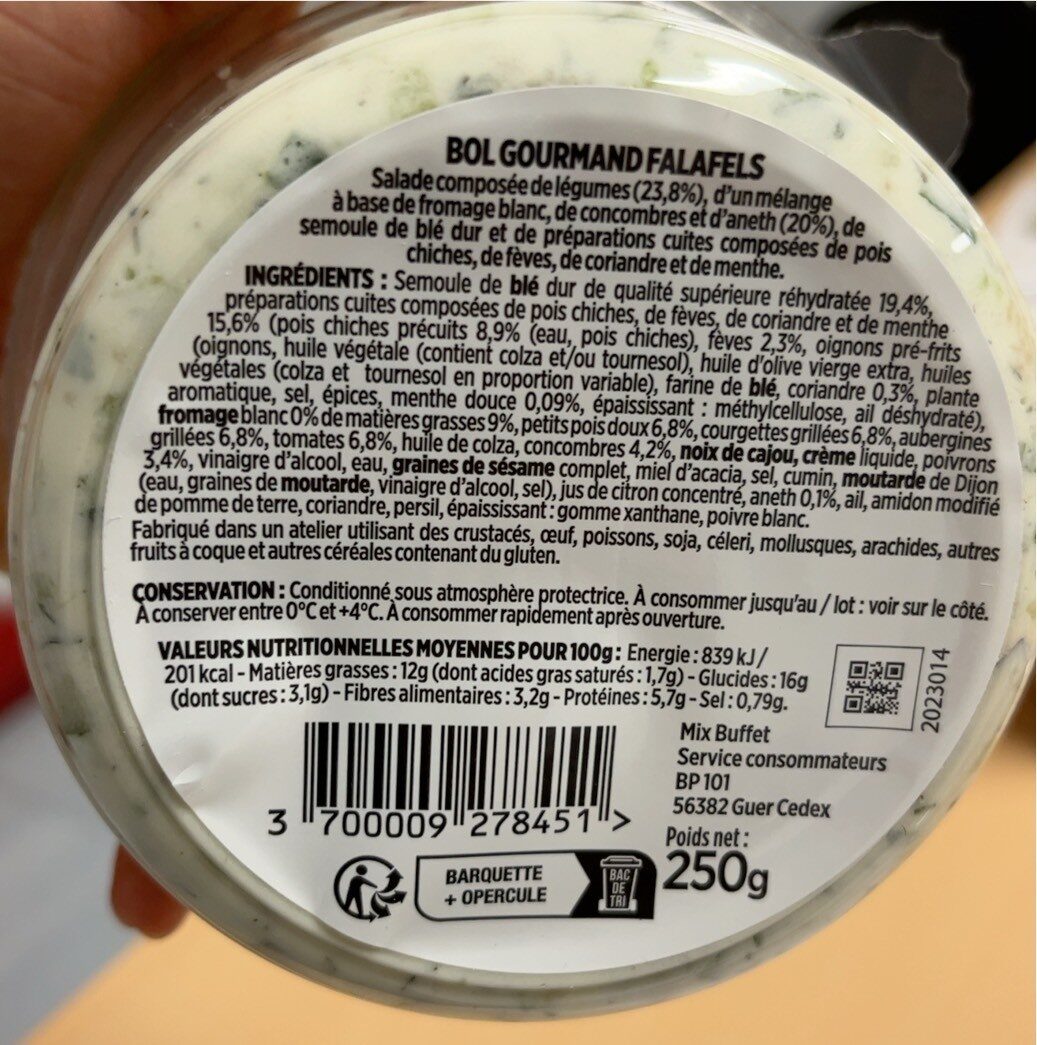 BOL GOURMAND FALAFELS
Salade composée de légumes (23,8%), d'un mélange
à base de fromage blanc, de concombres et d'aneth (20%), de
semoule de blé dur et de préparations cuites composées de pois
chiches, de fèves, de coriandre et de menthe.
INGRÉDIENTS : Semoule de blé dur de qualité supérieure réhydratée 19,4%,
préparations cuites composées de pois chiches, de fèves, de coriandre et de menthe
15,6% (pois chiches précuits 8,9% (eau, pois chiches), fèves 2,3%, oignons pré-frits
(oignons, huile végétale (contient colza et/ou tournesol), huile d'olive vierge extra, huiles
végétales (colza et tournesol en proportion variable), farine de blé, coriandre 0,3%, plante
aromatique, sel, épices, menthe douce 0,09%, épaississant : méthylcellulose, ail déshydraté),
fromage blanc 0% de matières grasses 9%, petits pois doux 6,8%, courgettes grillées 6,8%, aubergines
grillées 6,8%, tomates 6,8%, huile de colza, concombres 4,2%, noix de cajou, crème liquide, poivrons
3,4%, vinaigre d'alcool, eau, graines de sésame complet, miel d'acacia, sel, cumin, moutarde de Dijon
(eau, graines de moutarde, vinaigre d'alcool, sel), jus de citron concentré, aneth 0,1%, ail, amidon modifié
de pomme de terre, coriandre, persil, épaississant : gomme xanthane, poivre blanc.
Fabriqué dans un atelier utilisant des crustacés, œuf, poissons, soja, céleri, mollusques, arachides, autres
fruits à coque et autres céréales contenant du gluten.
CONSERVATION : Conditionné sous atmosphère protectrice. À consommer jusqu'au / lot : voir sur le côté.
À conserver entre 0°C et +4°C. À consommer rapidement après ouverture.
VALEURS NUTRITIONNELLES MOYENNES POUR 100g : Energie : 839 kJ /
201 kcal - Matières grasses : 12g (dont acides gras saturés : 1,7g) - Glucides : 16g
(dont sucres : 3,1g) - Fibres alimentaires : 3,2g - Protéines : 5,7g - Sel : 0,79g.
2023014
Mix Buffet
Service consommateurs
BP 101
56382 Guer Cedex
3 700009 278451 >
Poids net :
250g
BARQUETTE
+ OPERCULE
BAC
DE
TRI